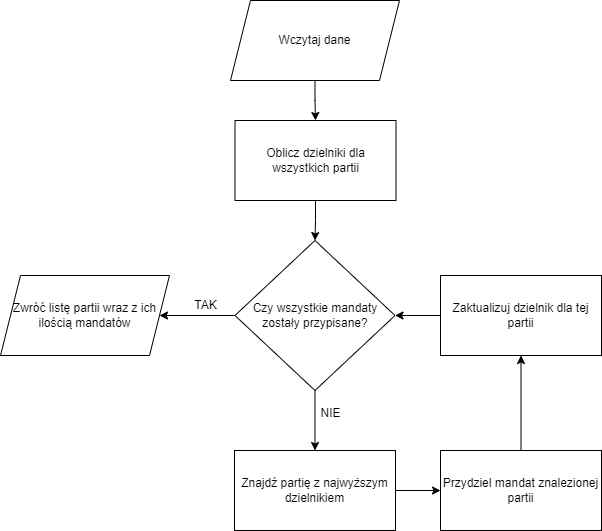 Wczytaj dane
Oblicz dzielniki dla
wszystkich partii
Czy wszystkie mandaty
zostały przypisane?
TAK
Zwróć listę partii wraz z ich
ilością mandatów
NIE
Znajdź partię z najwyższym
dzielnikiem
Przydziel mandat znalezionej
partii
Zaktualizuj dzielnik dla tej
partii